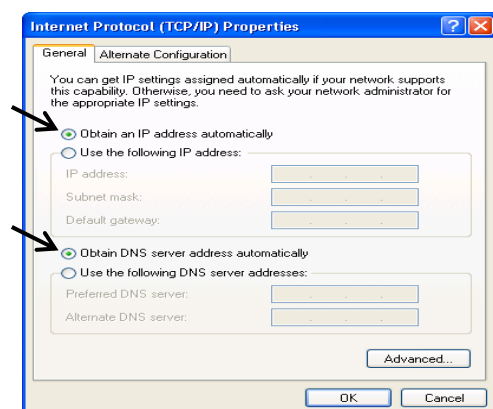 Internet Protocol (TCP/IP) Properties
General
Alternate Configuration
You can get IP settings assigned automatically if your network supports
this capability. Otherwise, you need to ask your network administrator for
the appropriate IP settings.
Obtain an IP address automatically
Use the following IP address:
IP address:
Subnet mask:
Default gateway:
Obtain DNS server address automatically
Use the following DNS server addresses:
Preferred DNS server:
Alternate DNS server:
Advanced...
OK
Cancel